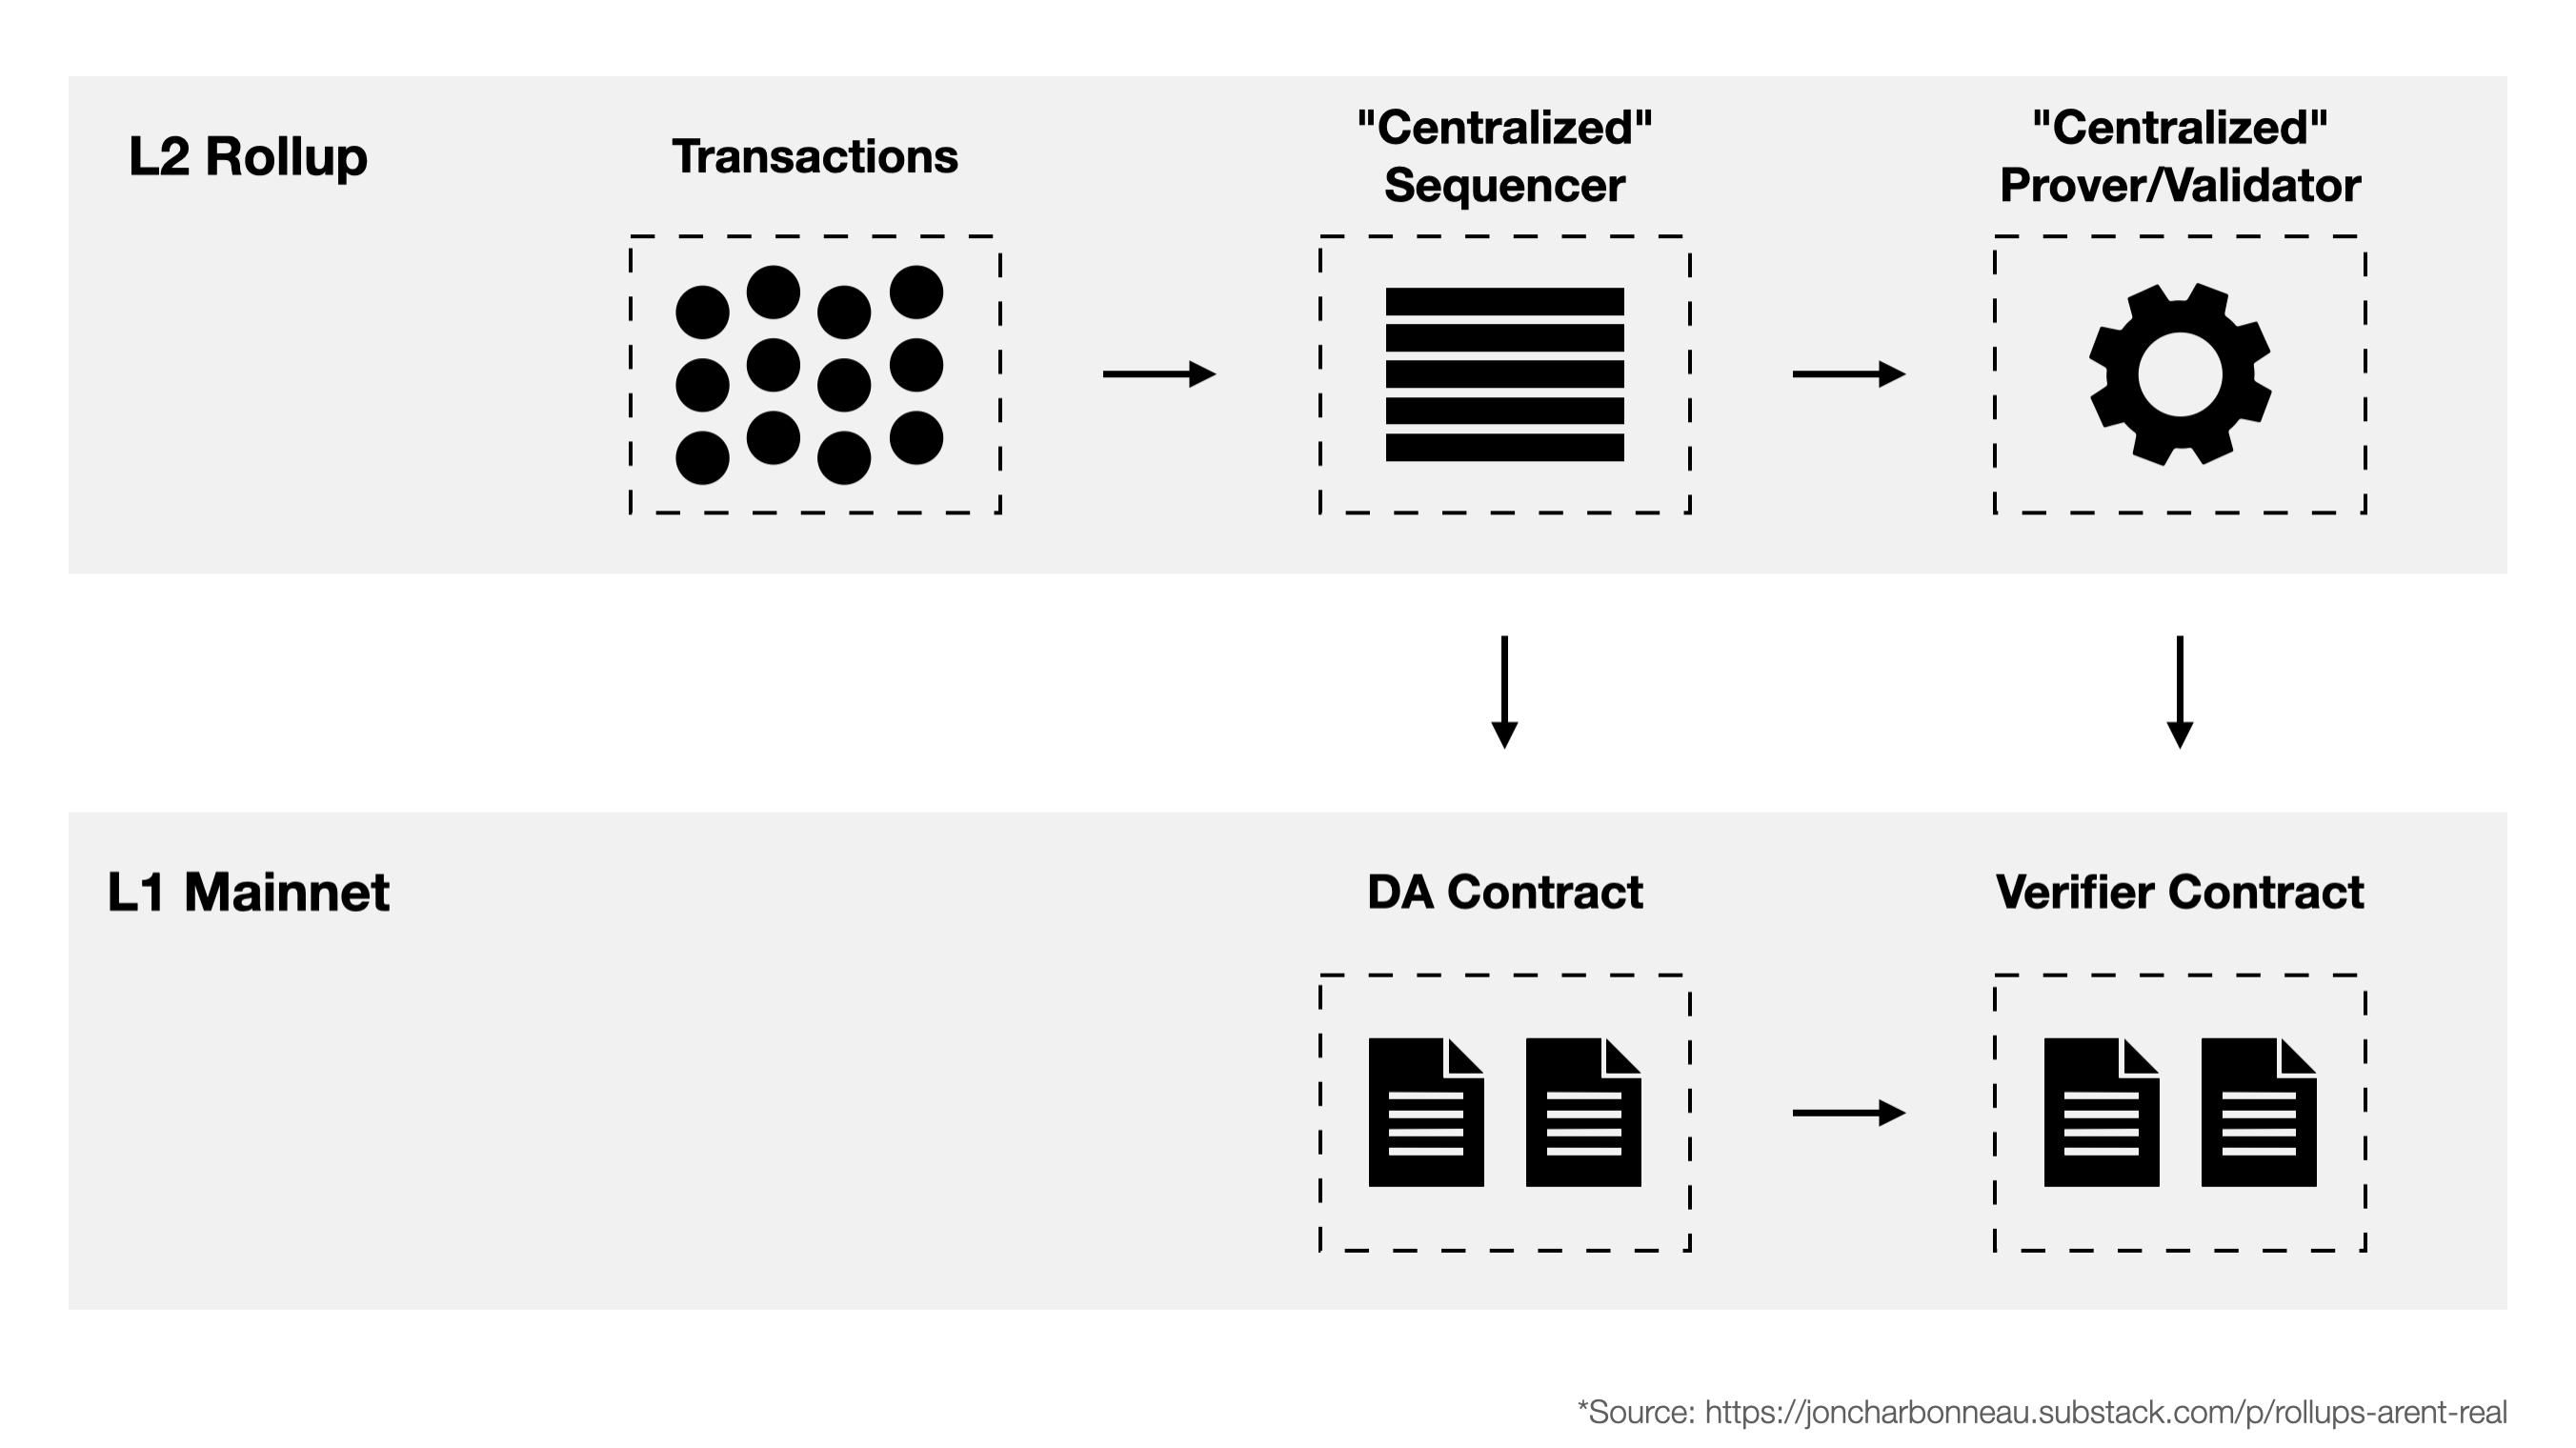 L2 Rollup
Transactions
"Centralized"
Sequencer
"Centralized"
Prover/Validator
L1 Mainnet
DA Contract
Verifier Contract
*Source: https://joncharbonneau.substack.com/p/rollups-arent-real